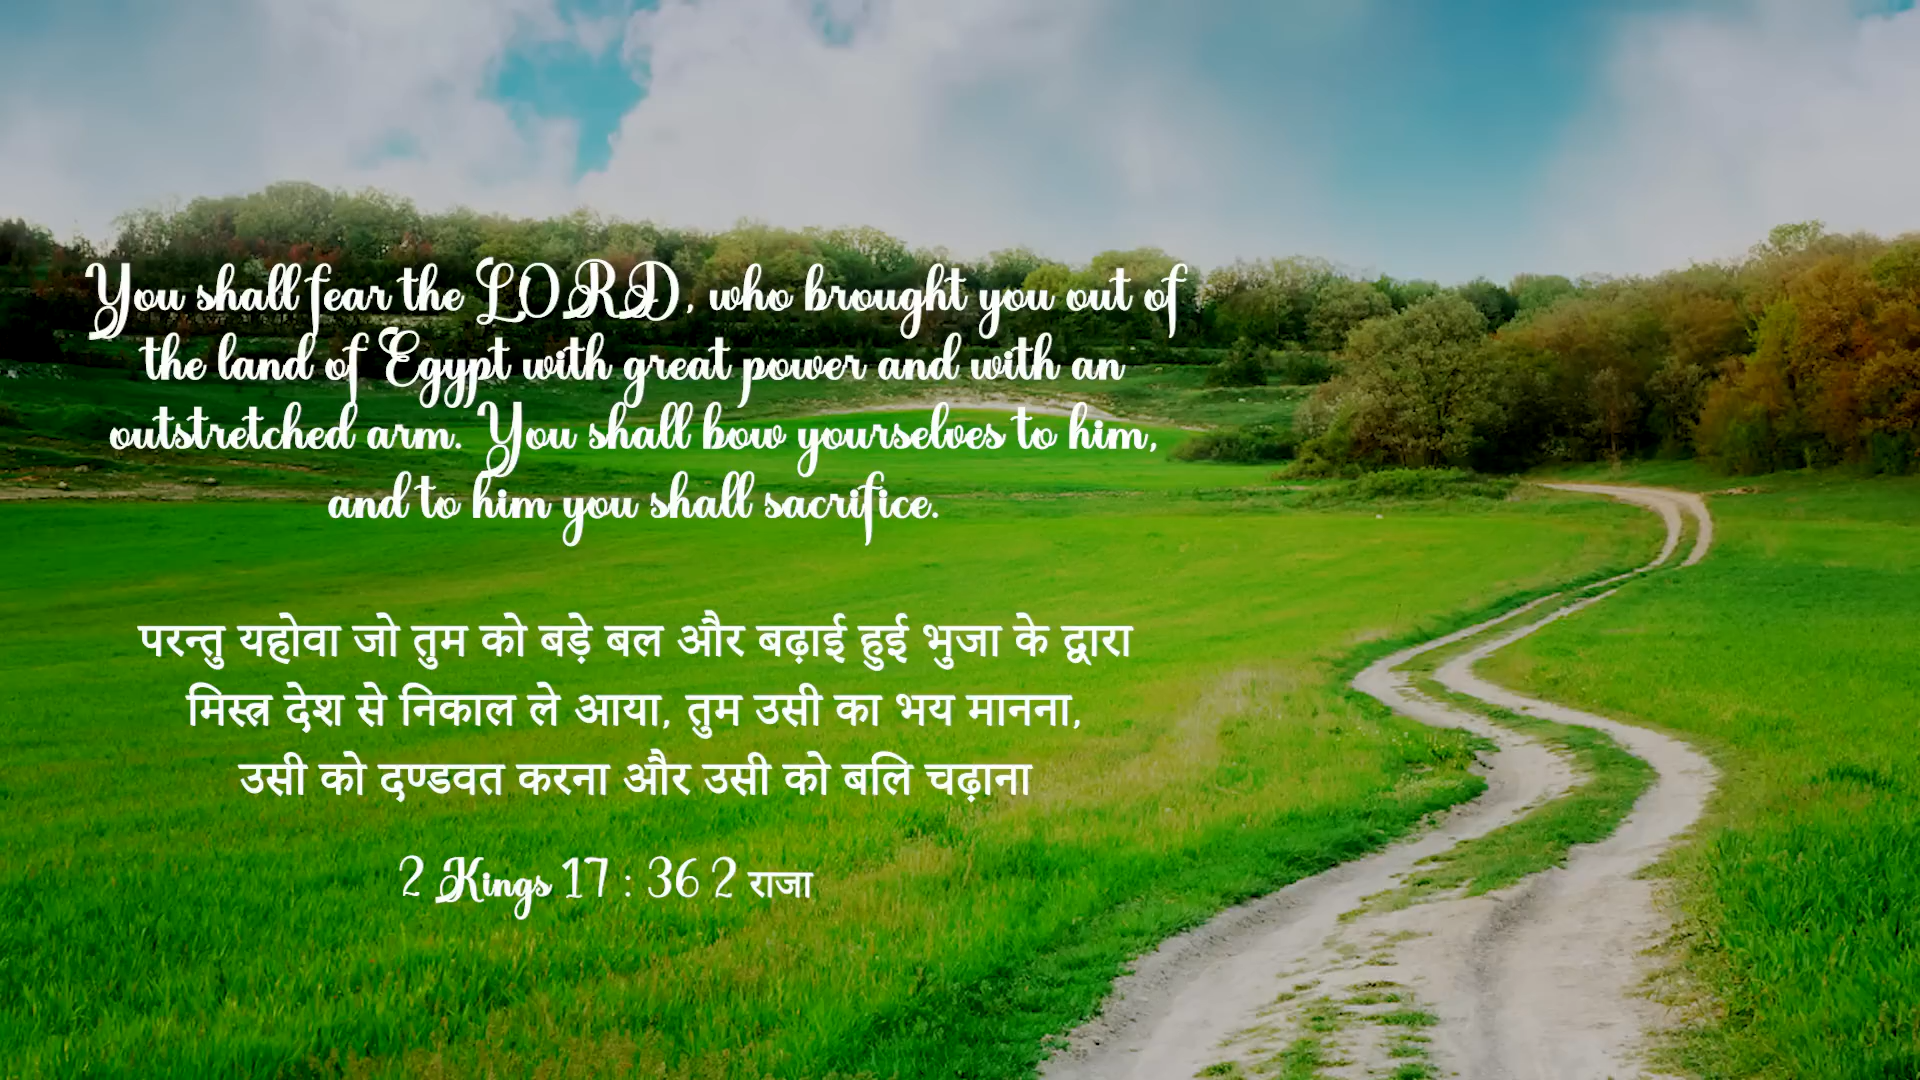 You shall fear the LORD, who brought you out of
the land of Egypt with great power and with an
outstretched arm. You shall bow yourselves to him,
and to him you shall sacrifice.
परन्तु यहोवा जो तुम को बड़े बल और बढ़ाई हुई भुजा के द्वारा
मिस्त्र देश से निकाल ले आया, तुम उसी का भय मानना,
उसी को दण्डवत करना और उसी को बलि चढ़ाना
2 Kings 17 : 36 2 राजा